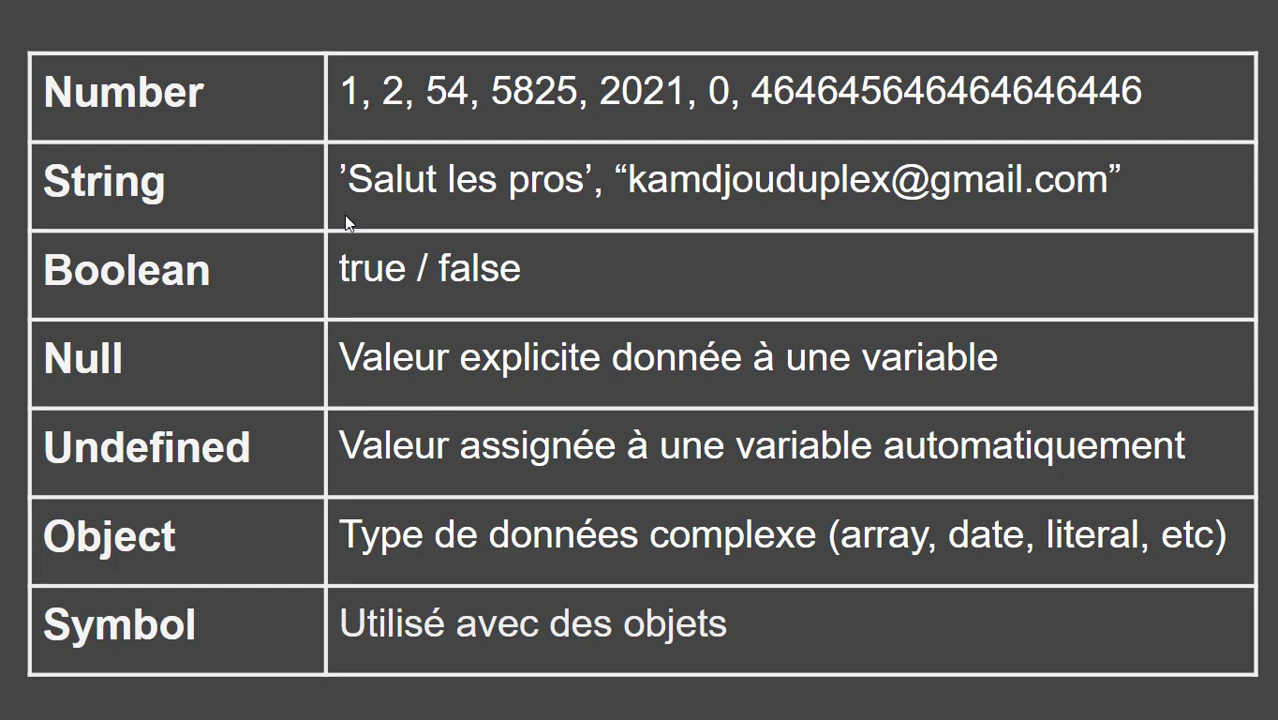 Number 1, 2, 54, 5825, 2021, 0, 464645646464646446
String ’Salut les pros’, “kamdjouduplex@gmail.com”
Boolean true / false
Null Valeur explicite donnée à une variable
Undefined Valeur assignée à une variable automatiquement
Object Type de données complexe (array, date, literal, etc)
Symbol Utilisé avec des objets